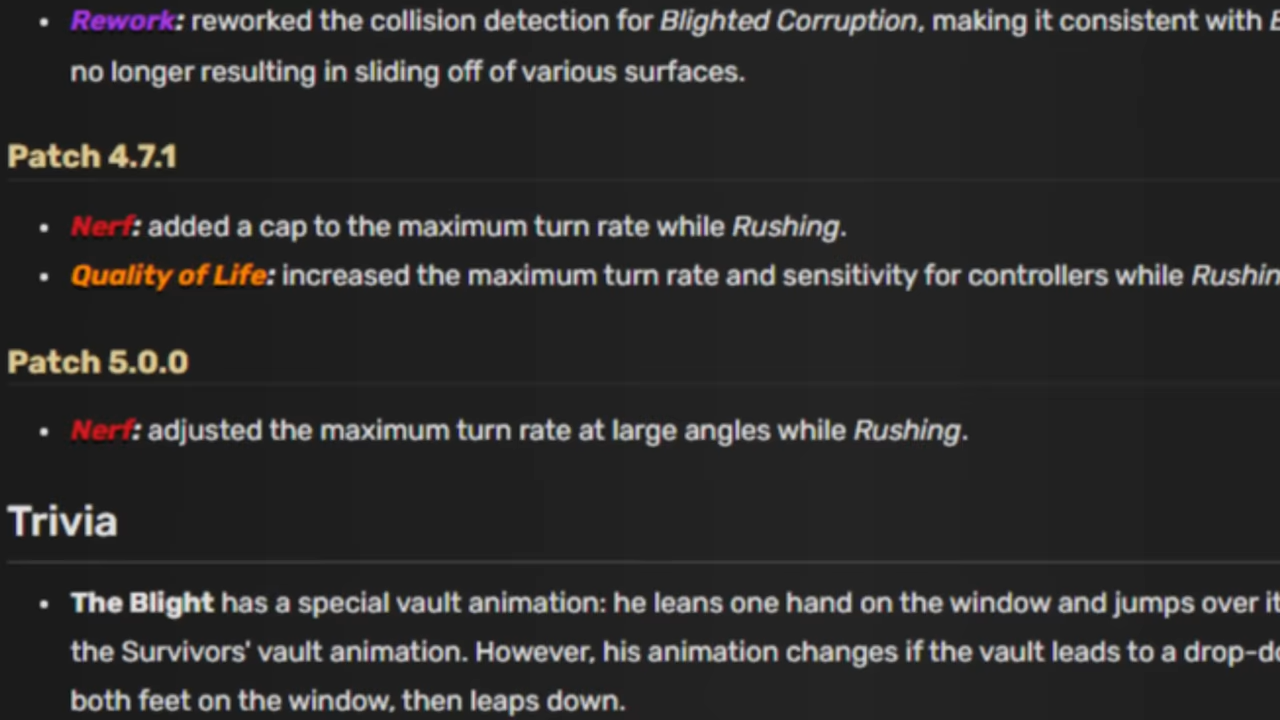 Rework: reworked the collision detection for Blighted Corruption, making it consistent with
no longer resulting in sliding off of various surfaces.
Patch 4.7.1
Nerf: added a cap to the maximum turn rate while Rushing.
Quality of Life: increased the maximum turn rate and sensitivity for controllers while Rushin
Patch 5.0.0
Nerf: adjusted the maximum turn rate at large angles while Rushing.
Trivia
The Blight has a special vault animation: he leans one hand on the window and jumps over it
the Survivors' vault animation. However, his animation changes if the vault leads to a drop-do
both feet on the window, then leaps down.